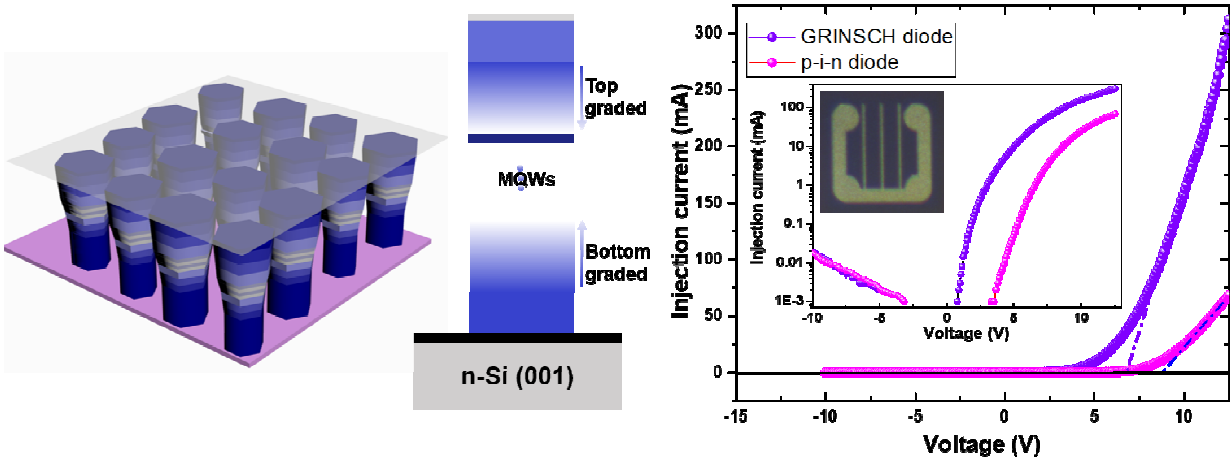 Top
graded
MQWs
Bottom
graded
n-Si (001)
Injection current (mA)
300
250
200
150
100
50
0
-15
-10
-5
0
5
10
Voltage (V)
GRINSCH diode
p-i-n diode
Injection current (mA)
100
10
1
0.1
0.01
1E-3
-10
-5
0
5
10
Voltage (V)